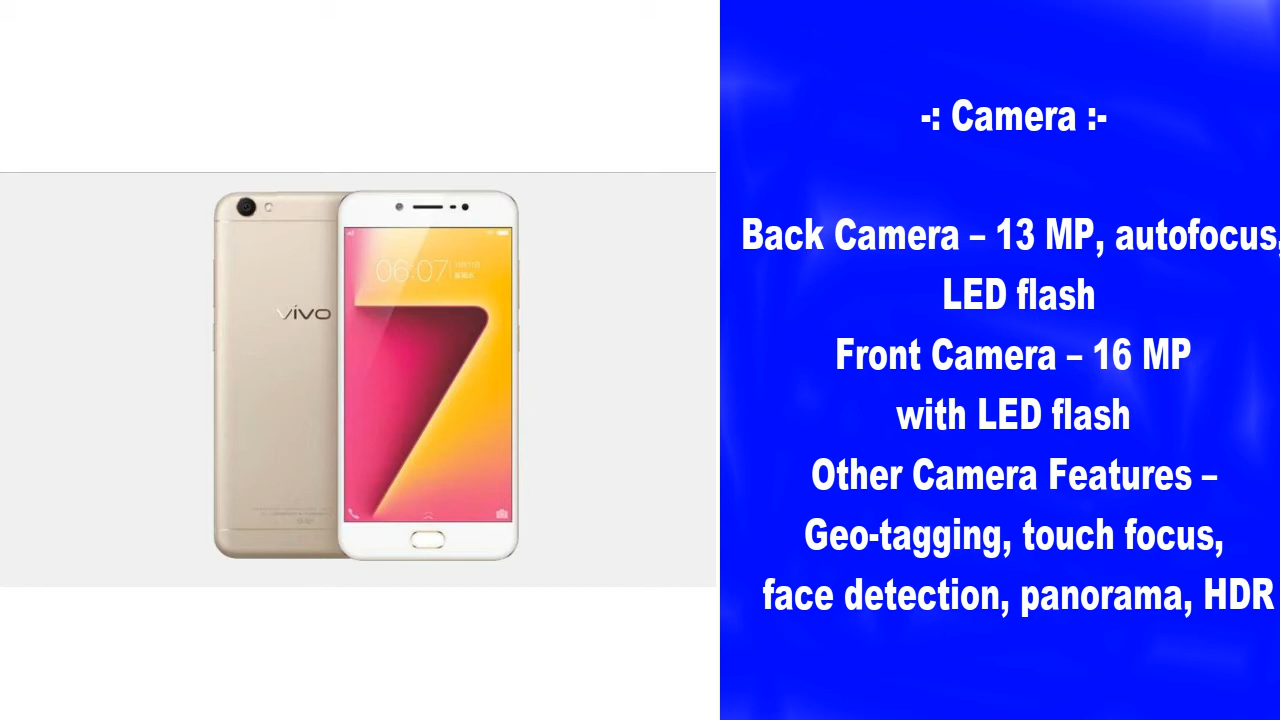 -: Camera :-
Back Camera – 13 MP, autofocus,
LED flash
Front Camera – 16 MP
with LED flash
Other Camera Features –
Geo-tagging, touch focus,
face detection, panorama, HDR
vivo
06:07